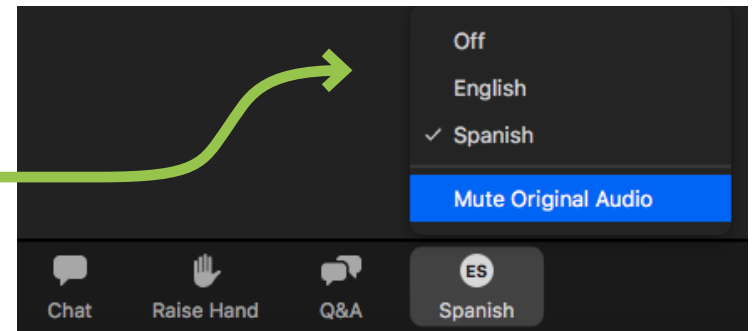 Off
English
Spanish
Mute Original Audio
ES
Chat
Raise Hand
Q&A
Spanish